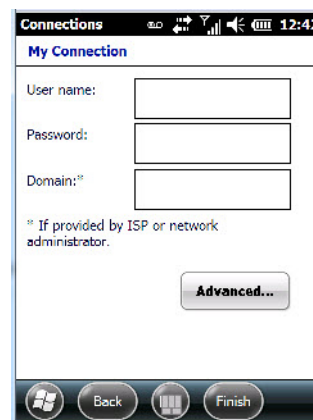 Connections 12:42
My Connection
User name:
Password:
Domain:*
* If provided by ISP or network
administrator.
Advanced...
Back Finish